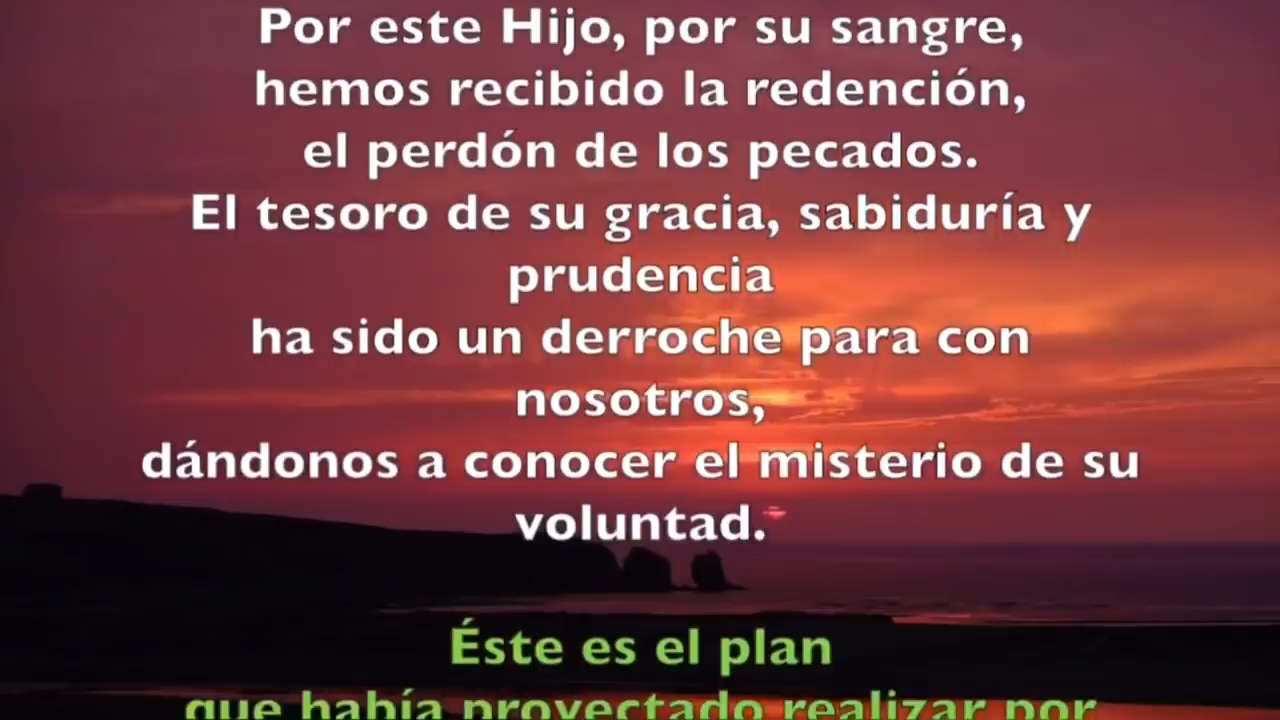 Por este Hijo, por su sangre,
hemos recibido la redención,
el perdón de los pecados.
El tesoro de su gracia, sabiduría y
prudencia
ha sido un derroche para con
nosotros,
dándonos a conocer el misterio de su
voluntad.
Éste es el plan
que había proyectado realizar por